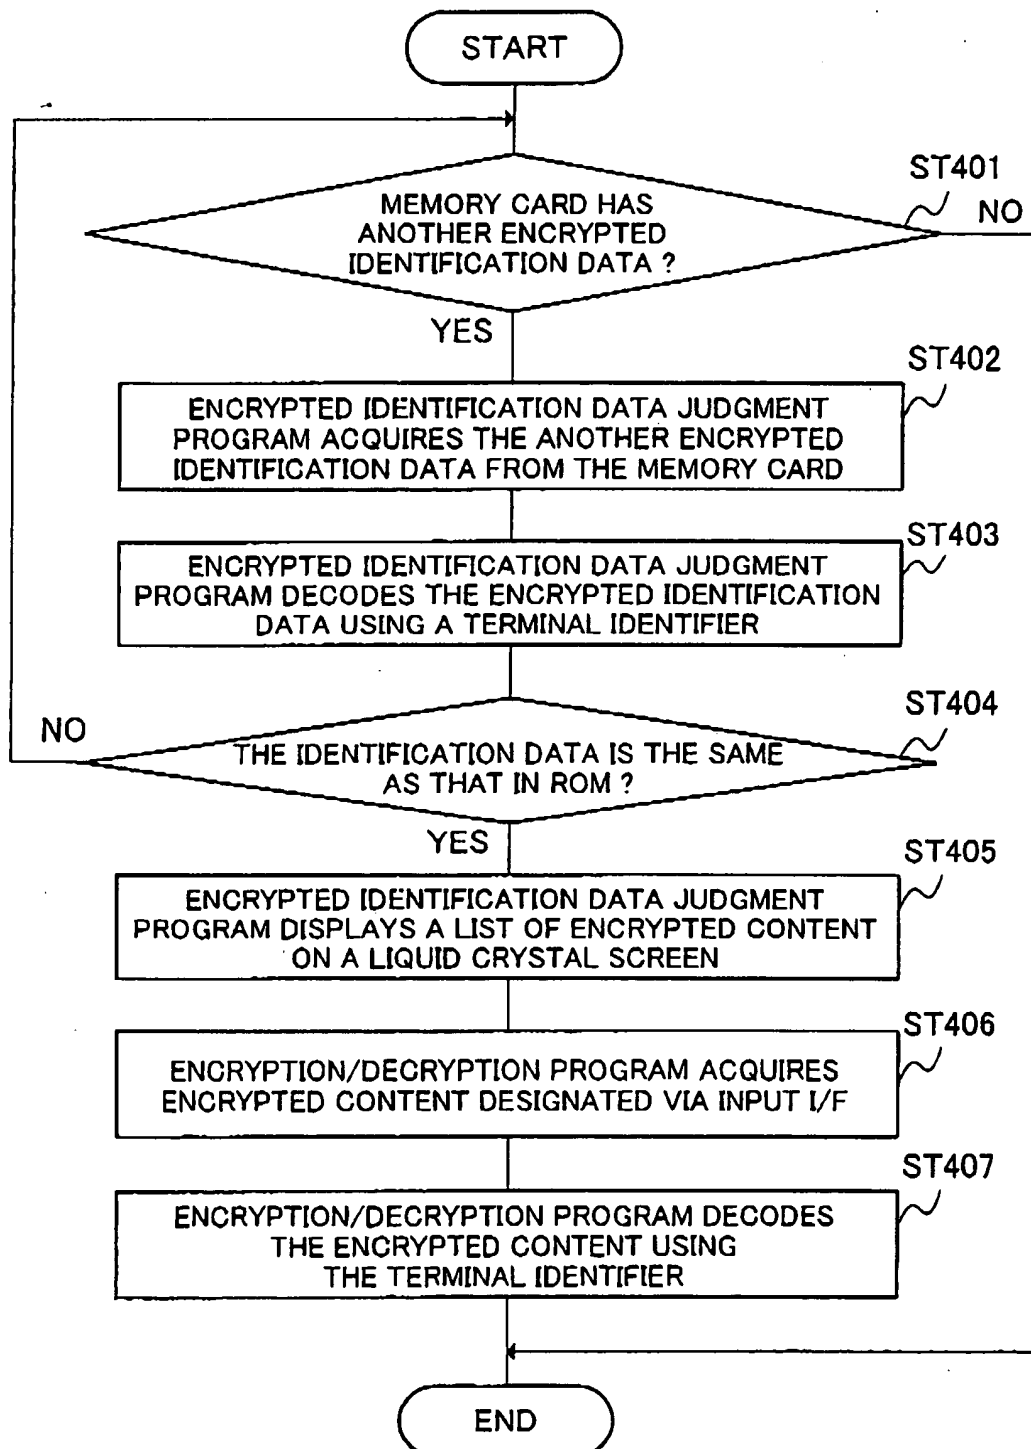 START
ST401
MEMORY CARD HAS
ANOTHER ENCRYPTED
IDENTIFICATION DATA ?
NO
YES
ST402
ENCRYPTED IDENTIFICATION DATA JUDGMENT
PROGRAM ACQUIRES THE ANOTHER ENCRYPTED
IDENTIFICATION DATA FROM THE MEMORY CARD
ST403
ENCRYPTED IDENTIFICATION DATA JUDGMENT
PROGRAM DECODES THE ENCRYPTED IDENTIFICATION
DATA USING A TERMINAL IDENTIFIER
ST404
NO
THE IDENTIFICATION DATA IS THE SAME
AS THAT IN ROM ?
YES
ST405
ENCRYPTED IDENTIFICATION DATA JUDGMENT
PROGRAM DISPLAYS A LIST OF ENCRYPTED CONTENT
ON A LIQUID CRYSTAL SCREEN
ST406
ENCRYPTION/DECRYPTION PROGRAM ACQUIRES
ENCRYPTED CONTENT DESIGNATED VIA INPUT I/F
ST407
ENCRYPTION/DECRYPTION PROGRAM DECODES
THE ENCRYPTED CONTENT USING
THE TERMINAL IDENTIFIER
END